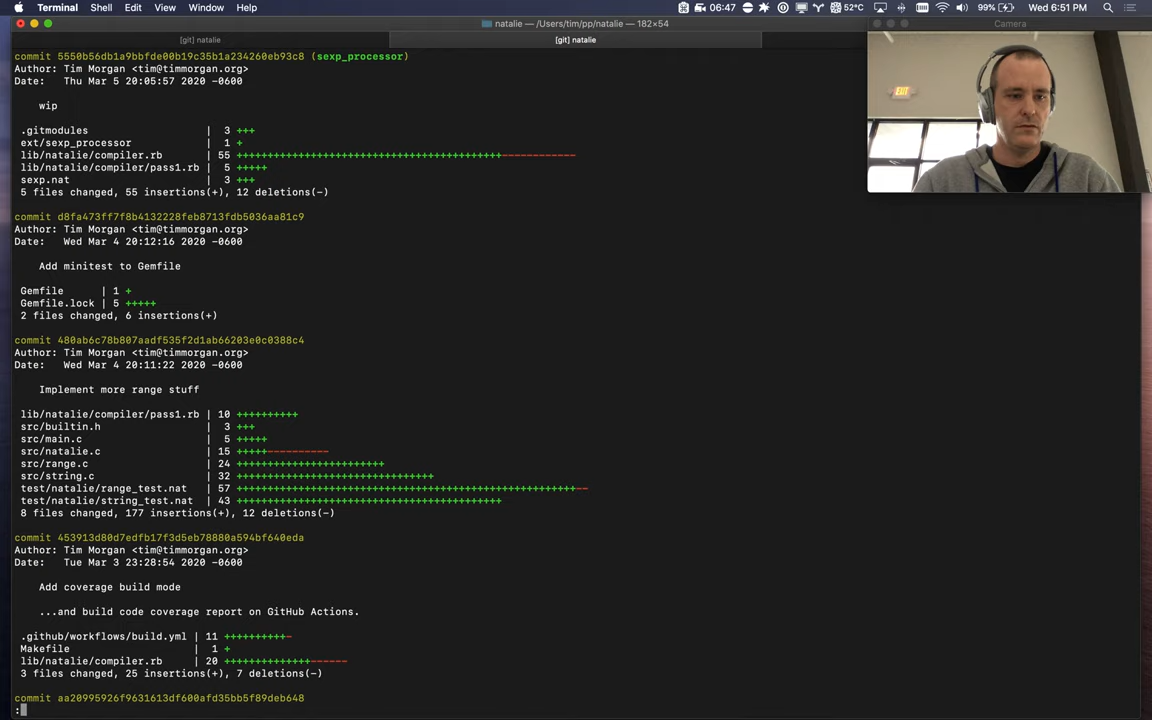 Terminal Shell Edit View Window Help 06:47 52°C 99% Wed 6:51 PM
natalie — /Users/tim/pp/natalie — 182×54
Camera
[git] natalie [git] natalie
EXIT
commit 5550b56db1a9bbfde00b19c35b1a234260eb93c8 (sexp_processor)
Author: Tim Morgan <tim@timmorgan.org>
Date:   Thu Mar 5 20:05:57 2020 -0600
wip
.gitmodules | 3 +++
ext/sexp_processor | 1 +
lib/natalie/compiler.rb | 55 +++++++++++++++++++++++++++++++++++++++++++------------
lib/natalie/compiler/pass1.rb | 5 +++++
sexp.nat | 3 +++
5 files changed, 55 insertions(+), 12 deletions(-)
commit d8fa473ff7f8b4132228feb8713fdb5036aa81c9
Author: Tim Morgan <tim@timmorgan.org>
Date:   Wed Mar 4 20:12:16 2020 -0600
Add minitest to Gemfile
Gemfile | 1 +
Gemfile.lock | 5 +++++
2 files changed, 6 insertions(+)
commit 480ab6c78b807aadf535f2d1ab66203e0c0388c4
Author: Tim Morgan <tim@timmorgan.org>
Date:   Wed Mar 4 20:11:22 2020 -0600
Implement more range stuff
lib/natalie/compiler/pass1.rb | 10 ++++++++++
src/builtin.h | 3 +++
src/main.c | 5 +++++
src/natalie.c | 15 +++++----------
src/range.c | 24 ++++++++++++++++++++++++
src/string.c | 32 ++++++++++++++++++++++++++++++++
test/natalie/range_test.nat | 57 +++++++++++++++++++++++++++++++++++++++++++++++++++++++--
test/natalie/string_test.nat | 43 +++++++++++++++++++++++++++++++++++++++++++
8 files changed, 177 insertions(+), 12 deletions(-)
commit 453913d80d7edfb17f3d5eb78880a594bf640eda
Author: Tim Morgan <tim@timmorgan.org>
Date:   Tue Mar 3 23:28:54 2020 -0600
Add coverage build mode
...and build code coverage report on GitHub Actions.
.github/workflows/build.yml | 11 ++++++++++-
Makefile | 1 +
lib/natalie/compiler.rb | 20 ++++++++++++++------
3 files changed, 25 insertions(+), 7 deletions(-)
commit aa20995926f9631613df600afd35bb5f89deb648
: